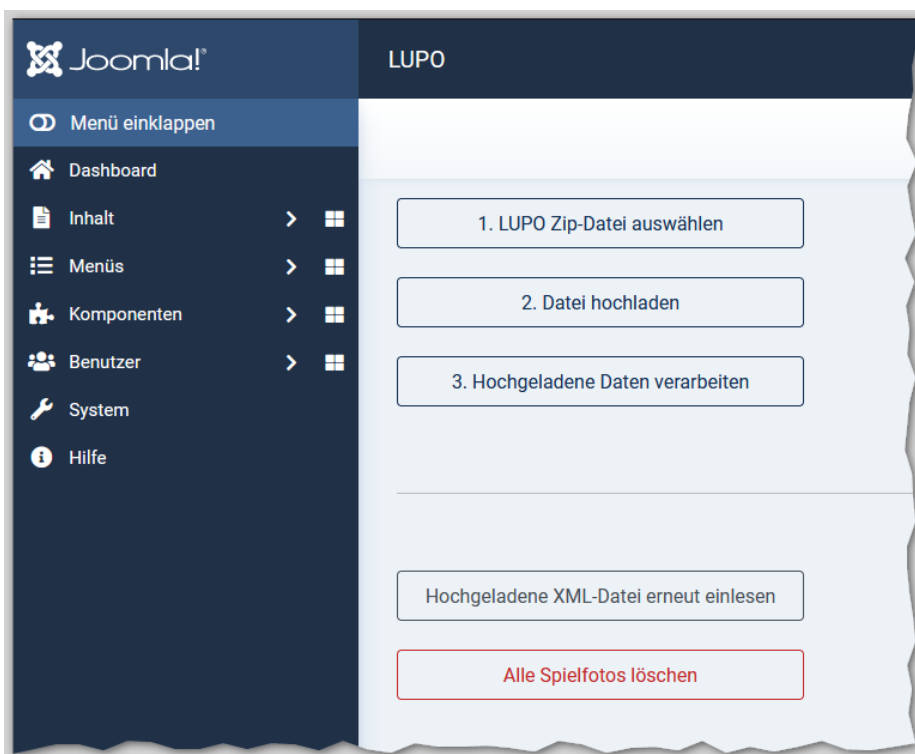 Joomla!®
LUPO
Menü einklappen
Dashboard
Inhalt
Menüs
Komponenten
Benutzer
System
Hilfe
1. LUPO Zip-Datei auswählen
2. Datei hochladen
3. Hochgeladene Daten verarbeiten
Hochgeladene XML-Datei erneut einlesen
Alle Spielfotos löschen